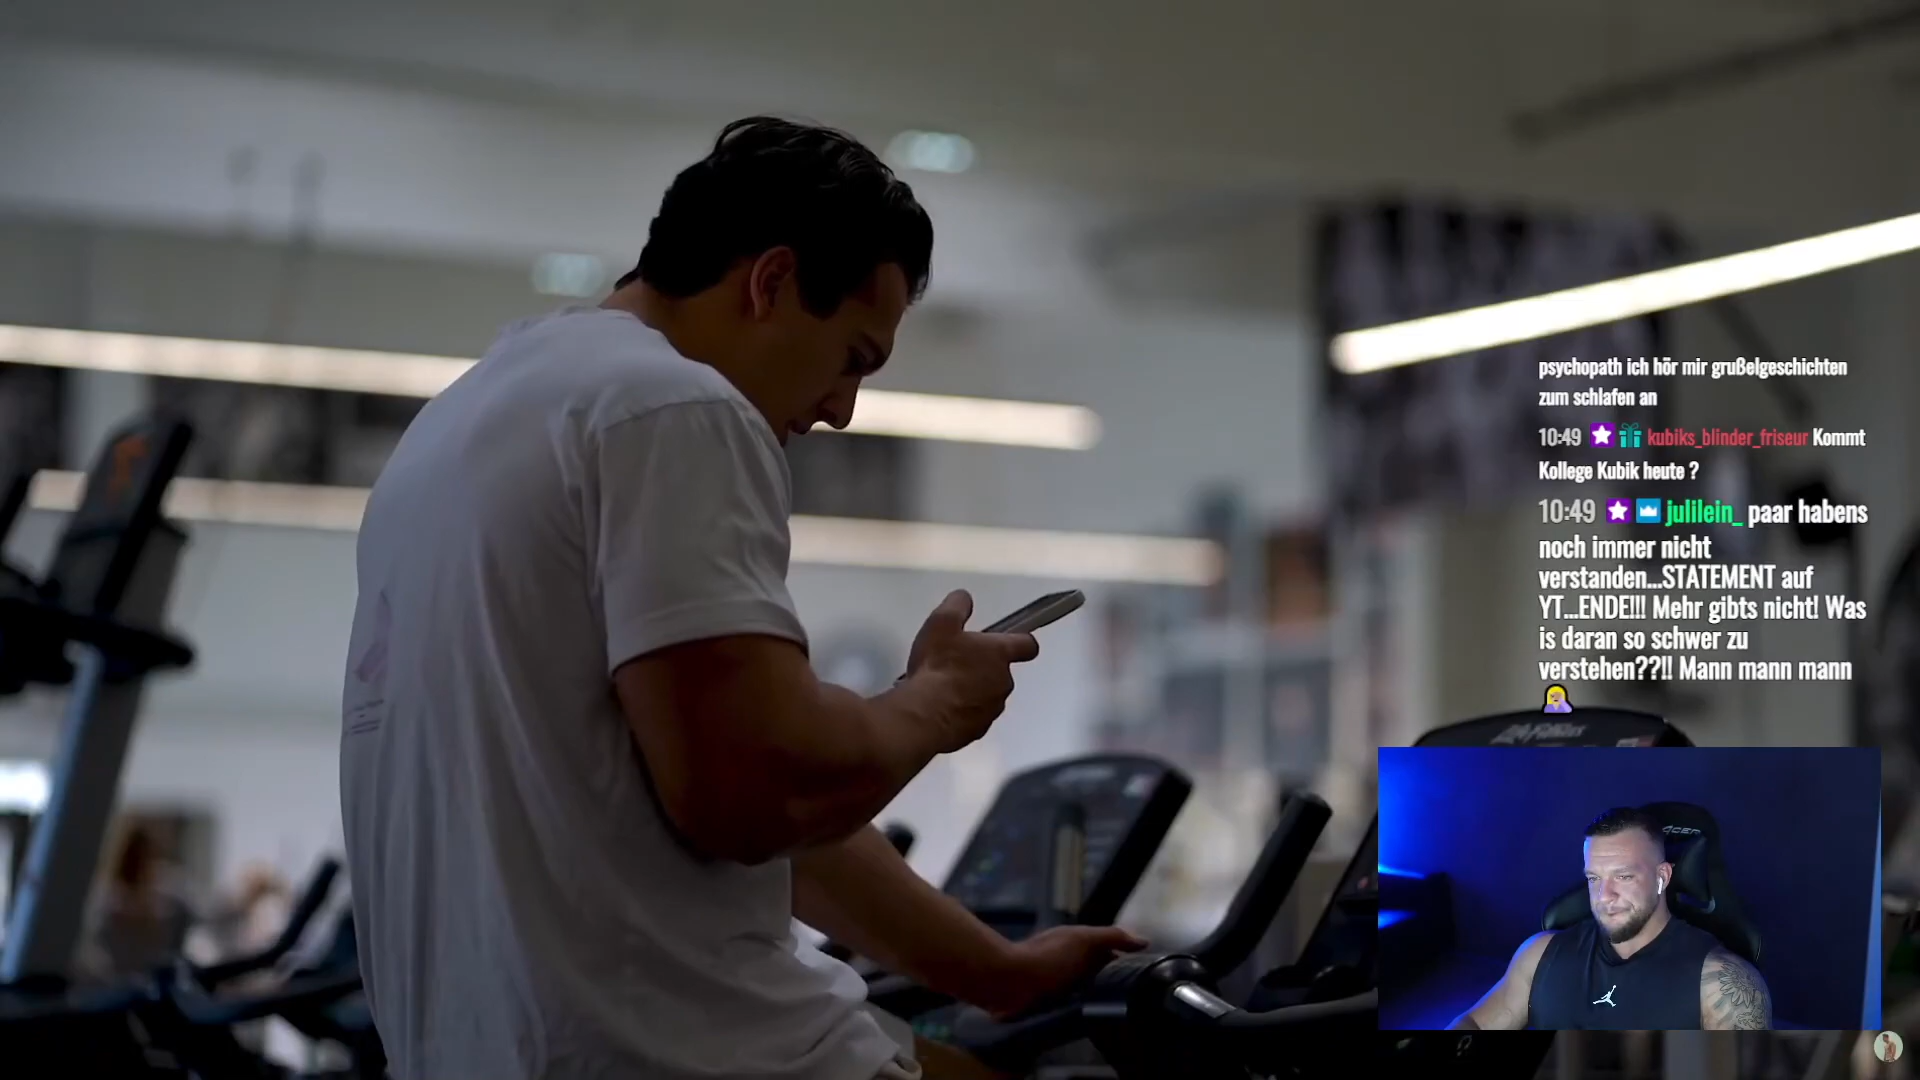 psychopath ich hör mir grußelgeschichten
zum schlafen an
10:49 kubiks_blinder_friseur Kommt
Kollege Kubik heute ?
10:49 julilein_ paar habens
noch immer nicht
verstanden...STATEMENT auf
YT...ENDE!!! Mehr gibts nicht! Was
is daran so schwer zu
verstehen??!! Mann mann mann
acer